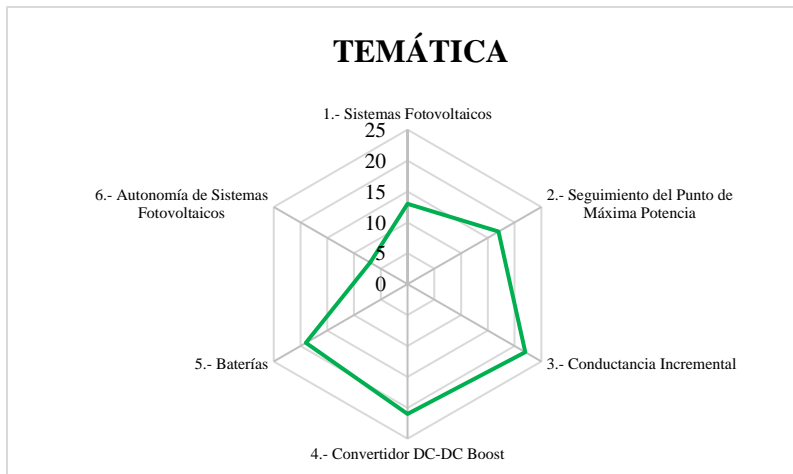 TEMÁTICA
1.- Sistemas Fotovoltaicos
25
20
15
10
5
0
2.- Seguimiento del Punto de
Máxima Potencia
3.- Conductancia Incremental
4.- Convertidor DC-DC Boost
5.- Baterías
6.- Autonomía de Sistemas
Fotovoltaicos